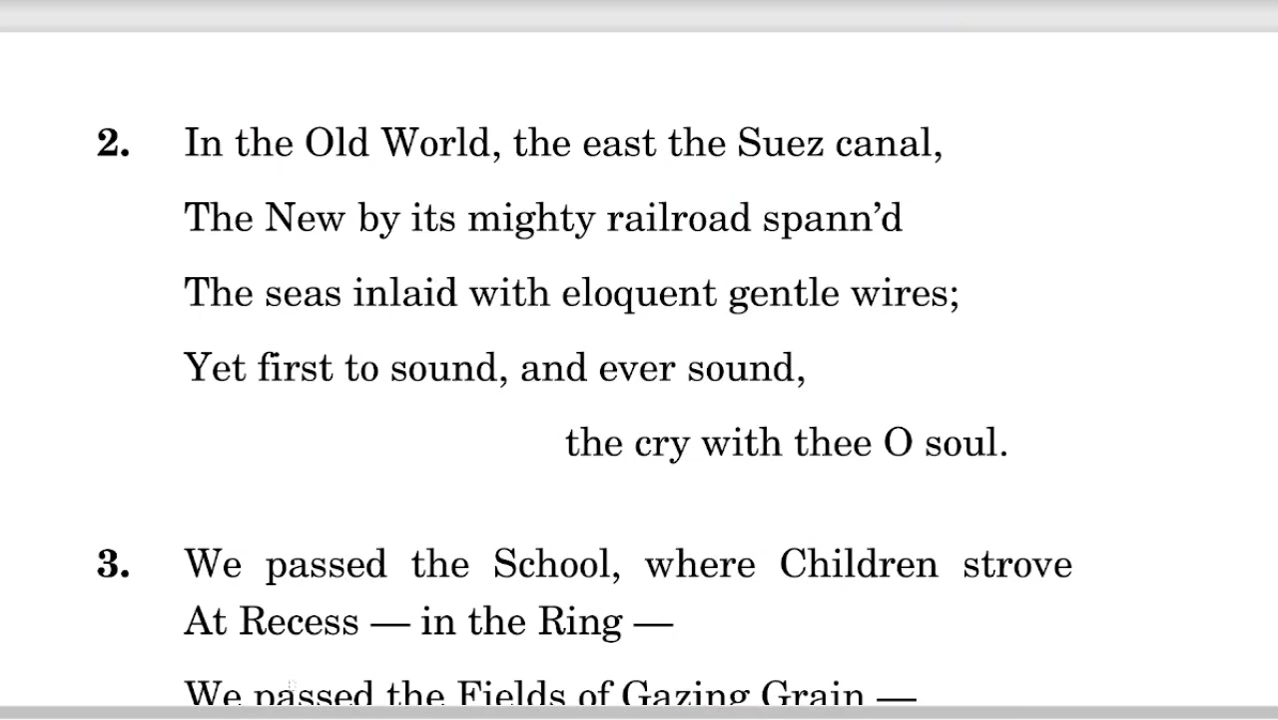 2. In the Old World, the east the Suez canal,
The New by its mighty railroad spann’d
The seas inlaid with eloquent gentle wires;
Yet first to sound, and ever sound,
the cry with thee O soul.
3. We passed the School, where Children strove
At Recess — in the Ring —
We passed the Fields of Gazing Grain —